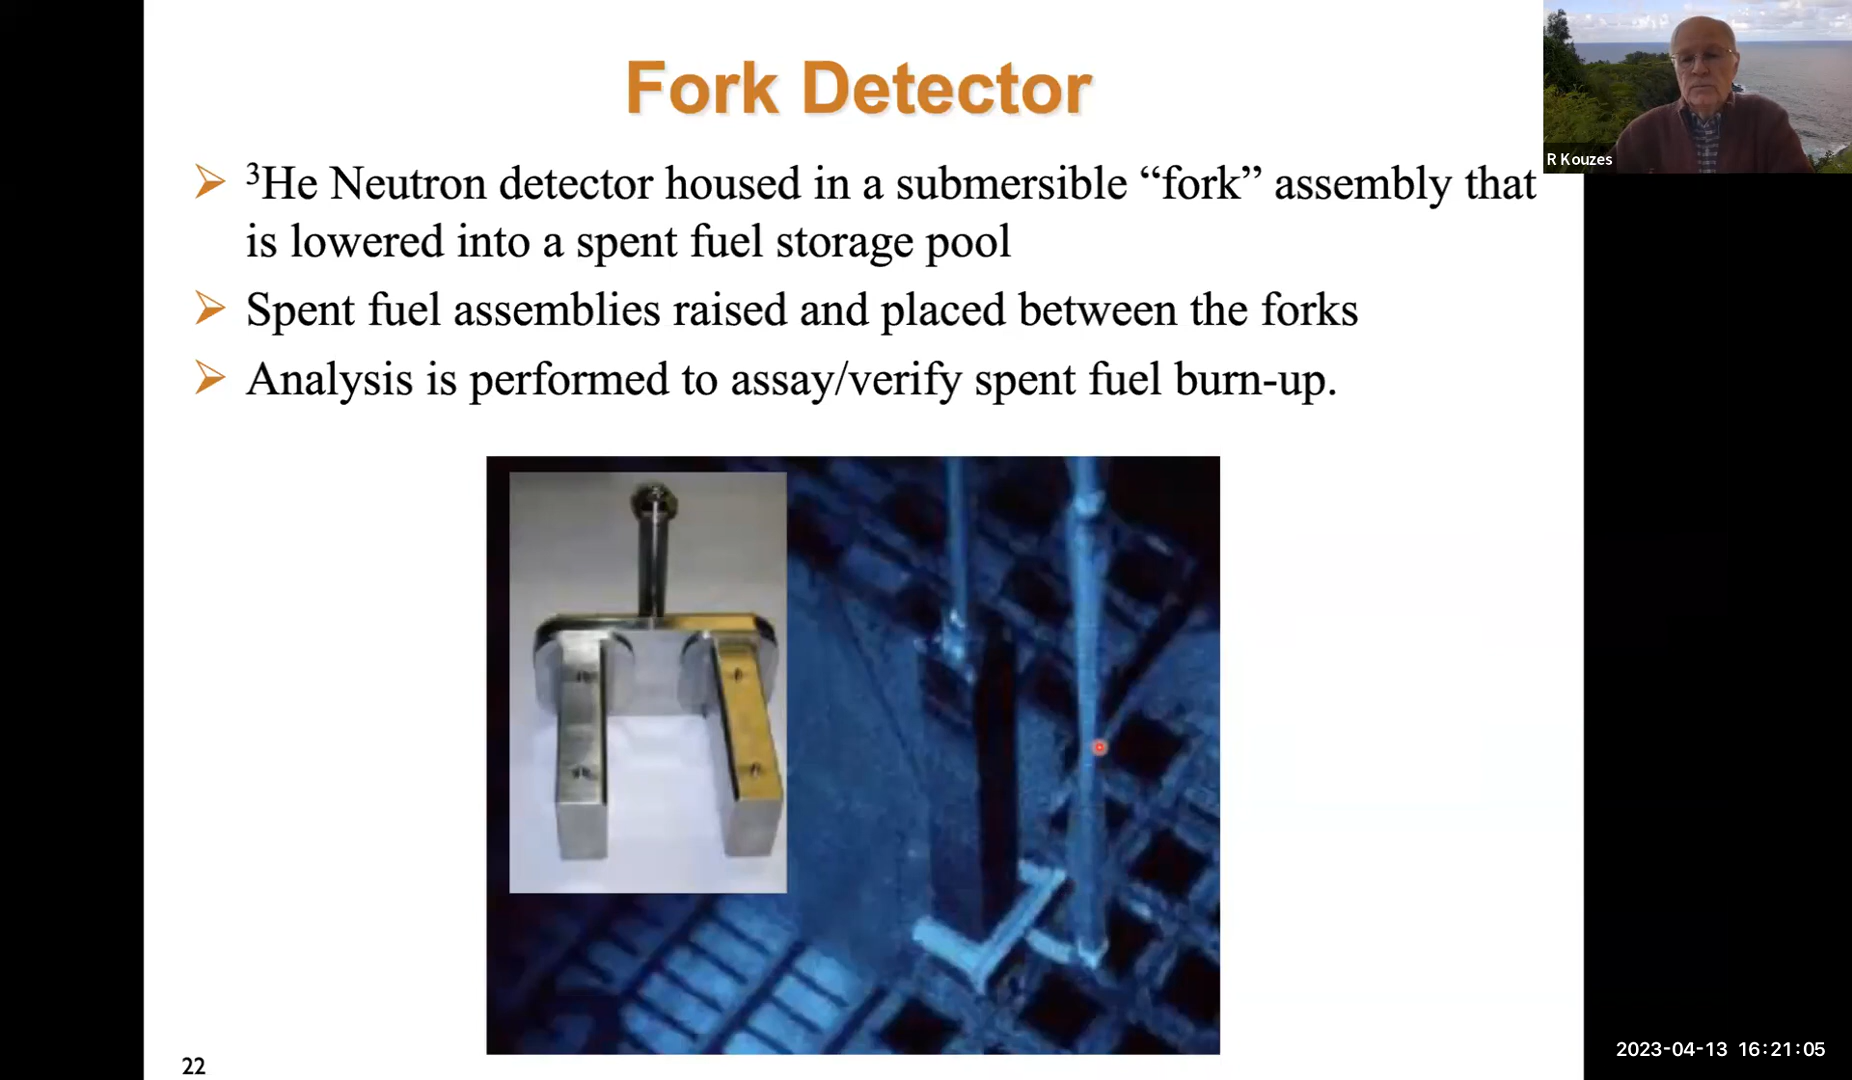 Fork Detector
R Kouzes
➢ ³He Neutron detector housed in a submersible “fork” assembly that
is lowered into a spent fuel storage pool
➢ Spent fuel assemblies raised and placed between the forks
➢ Analysis is performed to assay/verify spent fuel burn-up.
22
2023-04-13 16:21:05